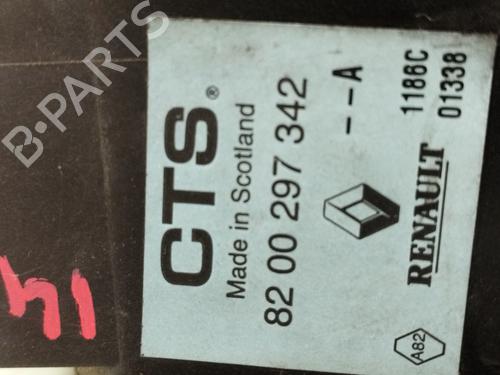 CTS®
Made in Scotland
82 00 297 342
--A
RENAULT
1186C
01338
A82
B-PARTS